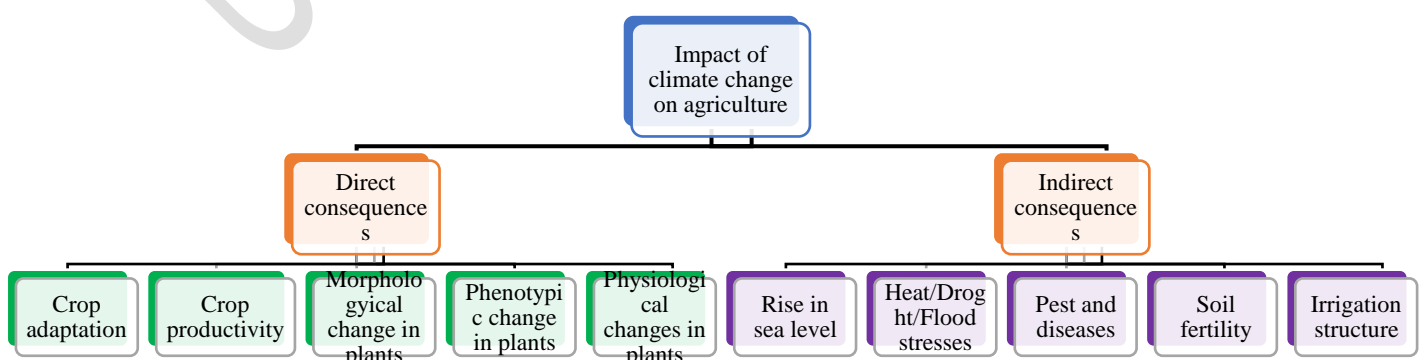 Impact of
climate change
on agriculture
Direct
consequence
s
Indirect
consequence
s
Crop
adaptation
Crop
productivity
Morpholo
gyical
change in
plants
Phenotypi
c change
in plants
Physiologi
cal
changes in
plants
Rise in
sea level
Heat/Drog
ht/Flood
stresses
Pest and
diseases
Soil
fertility
Irrigation
structure